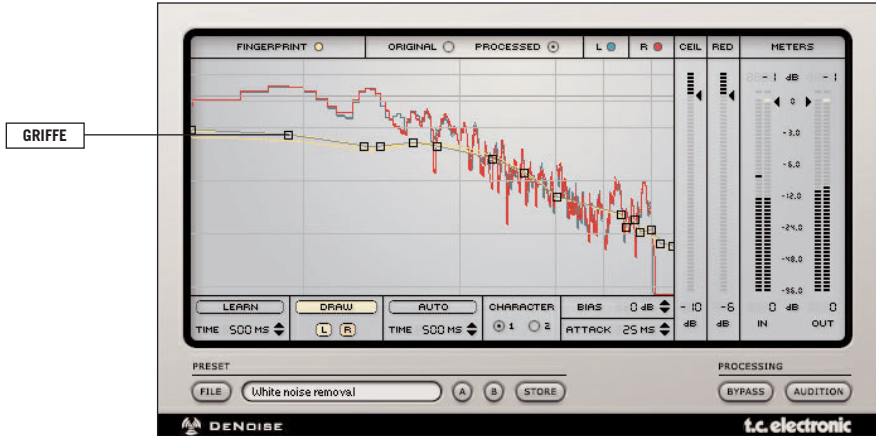 FINGERPRINT ORIGINAL PROCESSED L R CEIL RED METERS
-1 dB -1
0
-3.0
-6.0
-12.0
-24.0
-48.0
-96.0
GRIFFE
LEARN DRAW AUTO CHARACTER BIAS 0 dB -10 -6 0 dB 0
TIME 500 MS L R TIME 500 MS 1 2 ATTACK 25 MS dB dB IN OUT
PRESET PROCESSING
FILE White noise removal A B STORE BYPASS AUDITION
DENOISE t.c. electronic